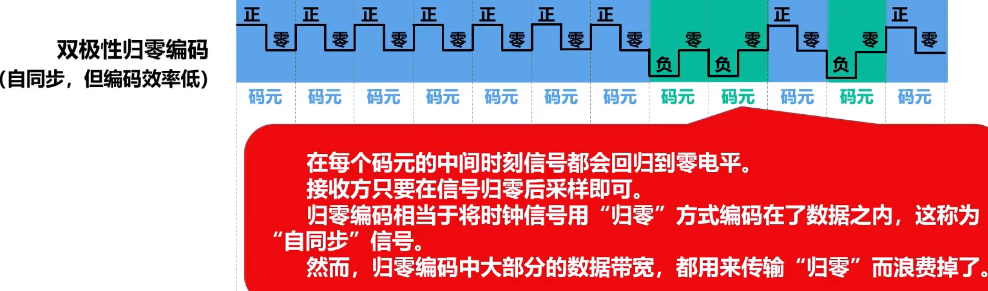 正 正 正 正 正 正 正 正 正
零 零 零 零 零 零 零 零 零 零 零 零
负 负 负
双极性归零编码
(自同步，但编码效率低)
码元 码元 码元 码元 码元 码元 码元 码元 码元 码元 码元 码元
在每个码元的中间时刻信号都会回归到零电平。
接收方只要在信号归零后采样即可。
归零编码相当于将时钟信号用“归零”方式编码在了数据之内，这称为
“自同步”信号。
然而，归零编码中大部分的数据带宽，都用来传输“归零”而浪费掉了。